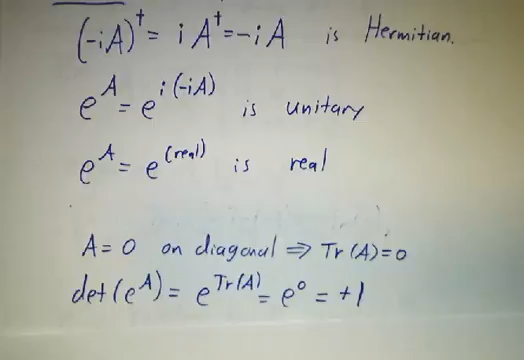 (-iA)† = iA† = -iA is Hermitian.
e^A = e^i(-iA) is unitary
e^A = e^(real) is real
A = 0 on diagonal ⇒ Tr(A)=0
det(e^A) = e^Tr(A) = e^0 = +1